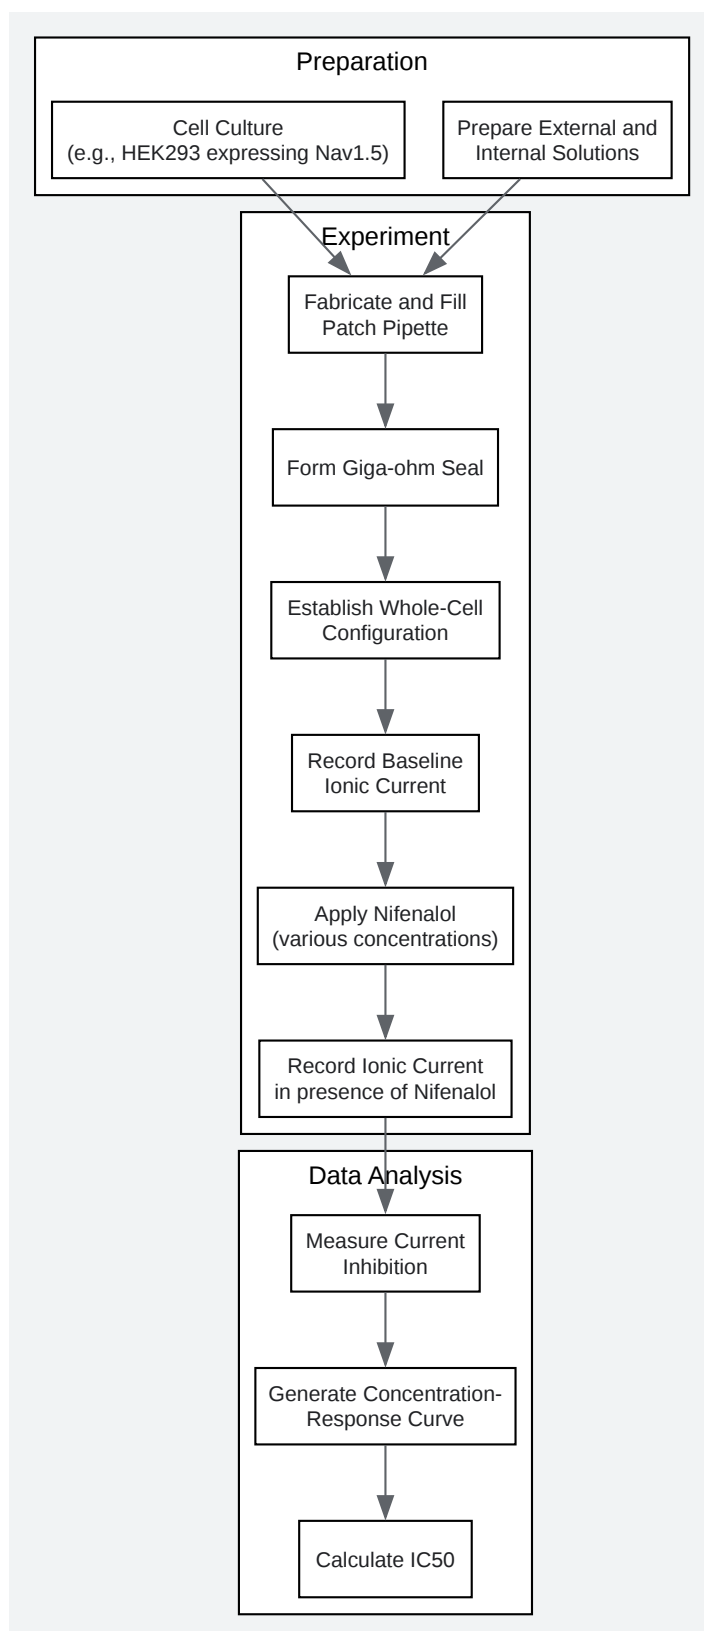 Preparation
Cell Culture
(e.g., HEK293 expressing Nav1.5)
Prepare External and
Internal Solutions
Experiment
Fabricate and Fill
Patch Pipette
Form Giga-ohm Seal
Establish Whole-Cell
Configuration
Record Baseline
Ionic Current
Apply Nifenalol
(various concentrations)
Record Ionic Current
in presence of Nifenalol
Data Analysis
Measure Current
Inhibition
Generate Concentration-
Response Curve
Calculate IC50